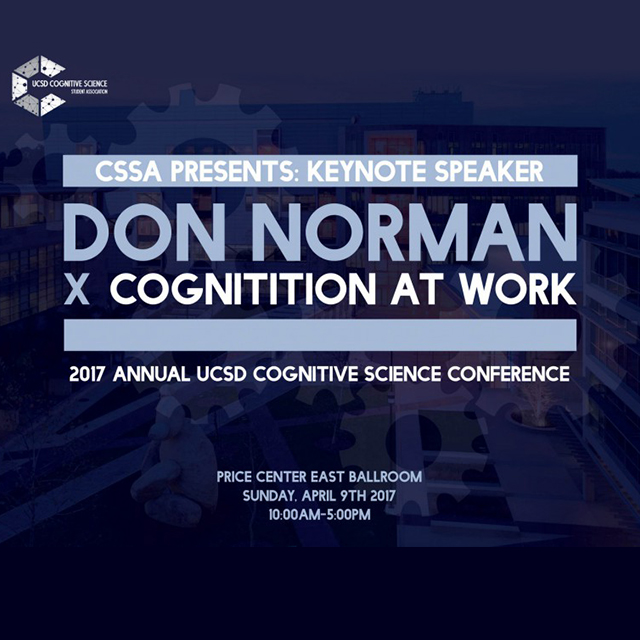 UCSD COGNITIVE SCIENCE
STUDENT ASSOCIATION
CSSA PRESENTS: KEYNOTE SPEAKER
DON NORMAN
X COGNITITION AT WORK
2017 ANNUAL UCSD COGNITIVE SCIENCE CONFERENCE
PRICE CENTER EAST BALLROOM
SUNDAY, APRIL 9TH 2017
10:00AM-5:00PM